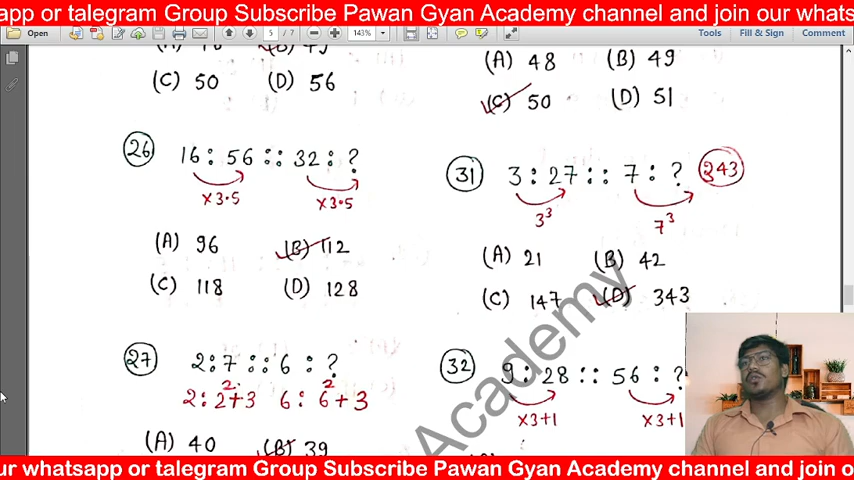 app or talegram Group Subscribe Pawan Gyan Academy channel and join our whats
Open 5 / 7 143% Tools Fill & Sign Comment
(C) 50 (D) 56
(A) 48 (B) 49
(C) 50 (D) 51
26 16 : 56 :: 32 : ?
×3.5 ×3.5
(A) 96 (B) 112
(C) 118 (D) 128
27 2 : 7 :: 6 : ?
2 : 2²+3 6 : 6²+3
(A) 40 (B) 39
31 3 : 27 :: 7 : ? 343
3³ 7³
(A) 21 (B) 42
(C) 147 (D) 343
32 9 : 28 :: 56 : ?
×3+1 ×3+1
Academy
ur whatsapp or talegram Group Subscribe Pawan Gyan Academy channel and join o